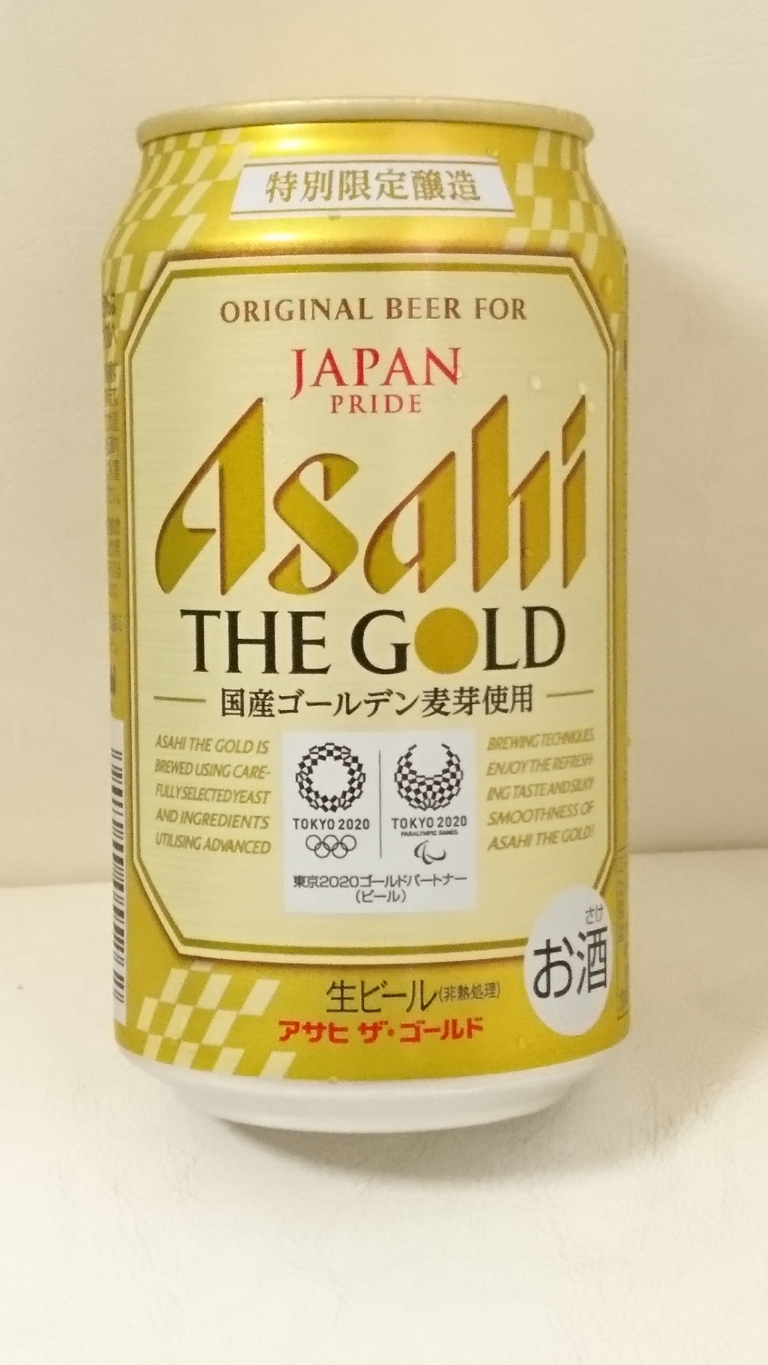 特別限定醸造
ORIGINAL BEER FOR
JAPAN
PRIDE
Asahi
THE GOLD
国産ゴールデン麦芽使用
ASAHI THE GOLD IS
BREWED USING CARE-
FULLY SELECTED YEAST
AND INGREDIENTS
UTILISING ADVANCED
BREWING TECHNIQUES.
ENJOY THE REFRESH-
ING TASTE AND SILKY
SMOOTHNESS OF
ASAHI THE GOLD!
TOKYO 2020
TOKYO 2020
PARALYMPIC GAMES
東京2020ゴールドパートナー
(ビール)
さけ
お酒
生ビール(非熱処理)
アサヒ ザ・ゴールド